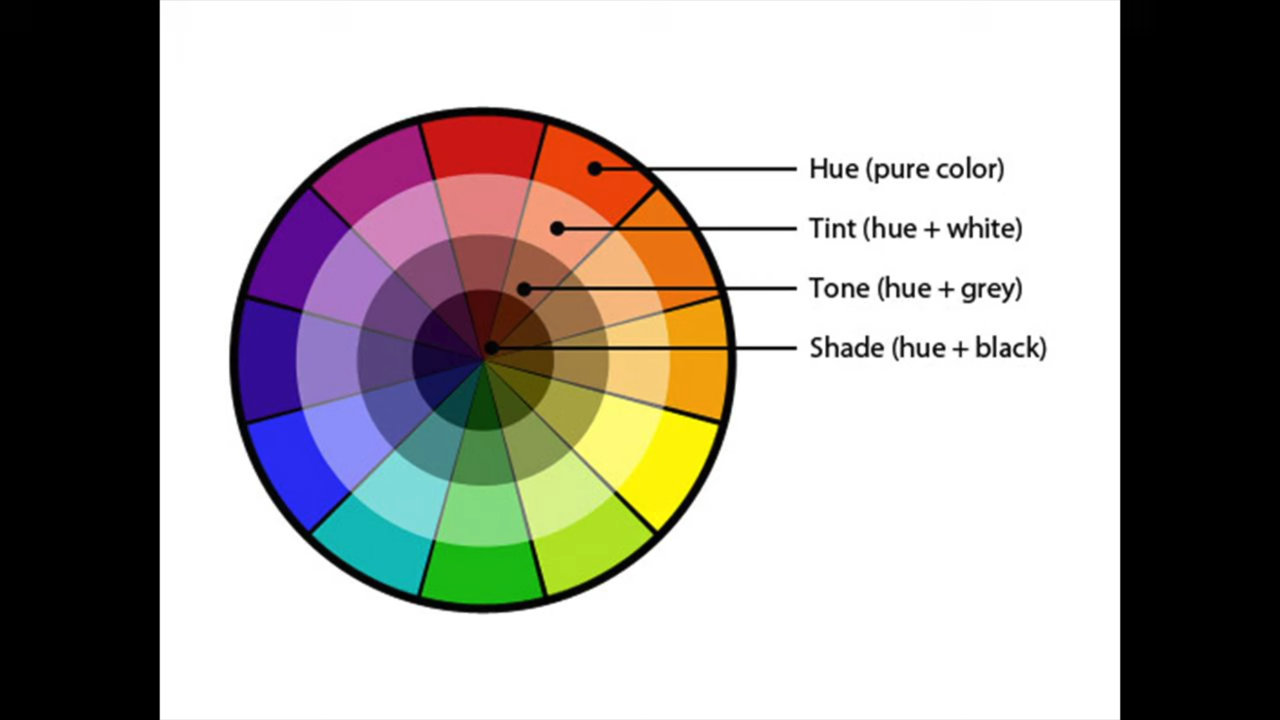 Hue (pure color)
Tint (hue + white)
Tone (hue + grey)
Shade (hue + black)